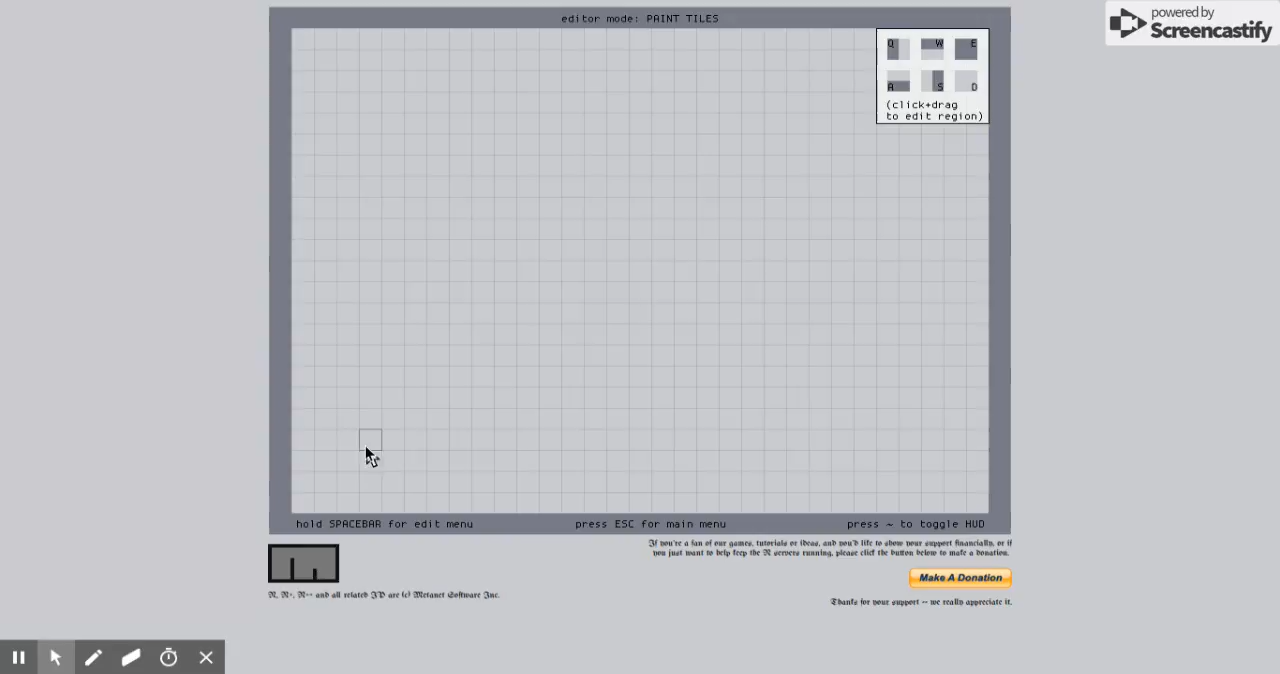 editor mode: PAINT TILES
powered by
Screencastify
Q W E
A S D
(click+drag
to edit region)
hold SPACEBAR for edit menu
press ESC for main menu
press ~ to toggle HUD
If you're a fan of our games, tutorials or ideas, and you'd like to show your support financially, or if
you just want to help keep the N servers running, please click the button below to make a donation.
Make A Donation
N, N+, N++ and all related IP are (c) Metanet Software Inc.
Thanks for your support -- we really appreciate it.